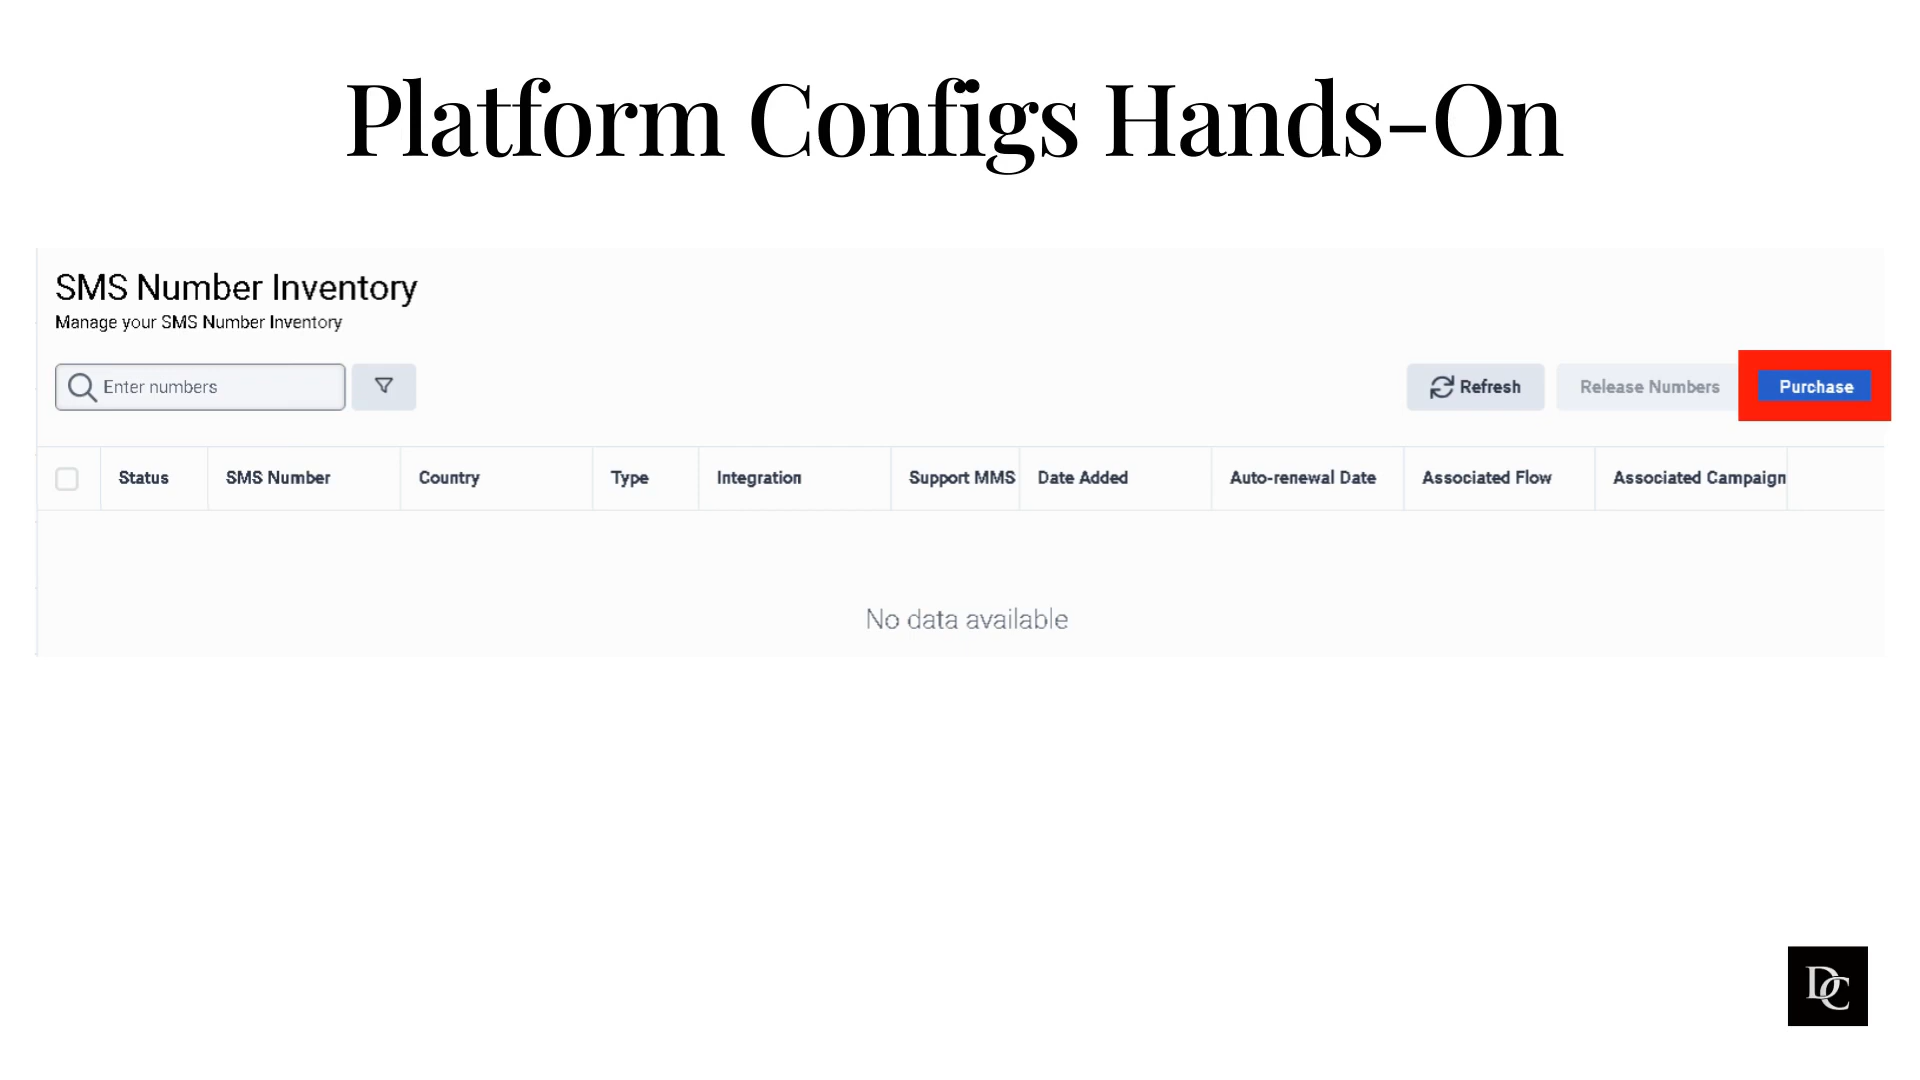 Platform Configs Hands-On
SMS Number Inventory
Manage your SMS Number Inventory
Enter numbers
Refresh
Release Numbers
Purchase
Status
SMS Number
Country
Type
Integration
Support MMS
Date Added
Auto-renewal Date
Associated Flow
Associated Campaign
No data available
DC